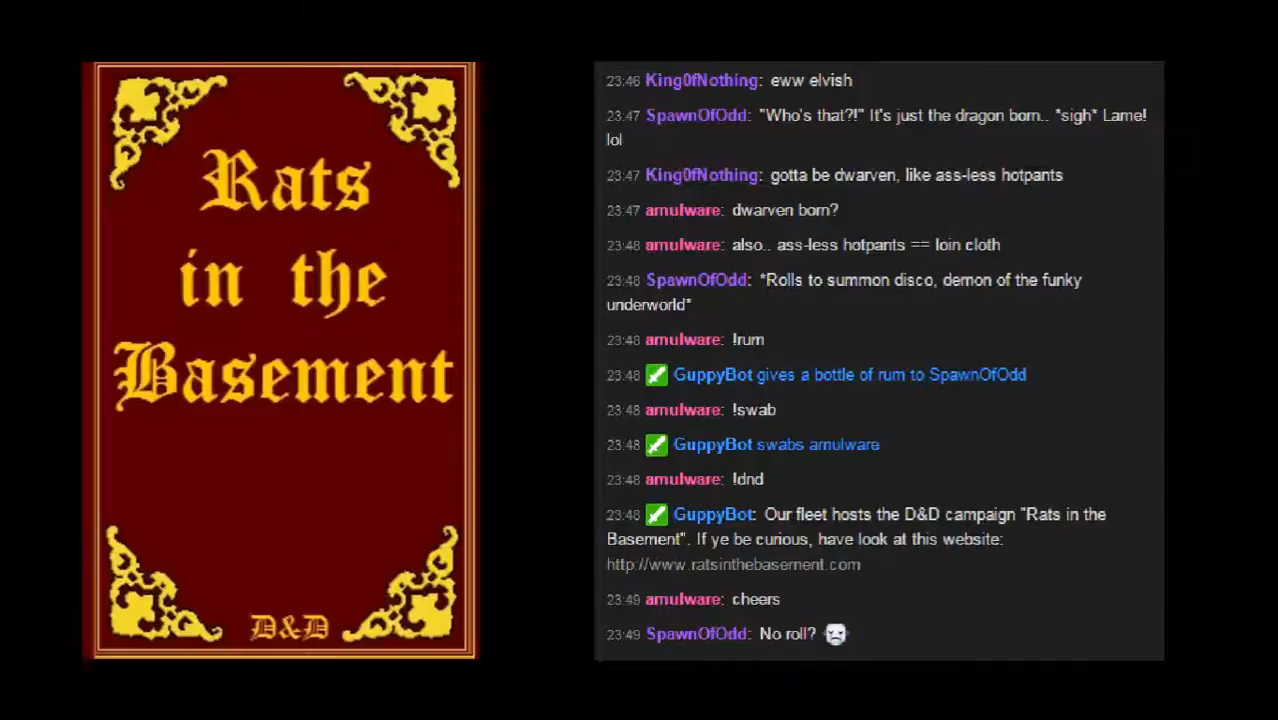 Rats
in the
Basement
D&D
23:46 King0fNothing: eww elvish
23:47 SpawnOfOdd: "Who's that?!" It's just the dragon born.. *sigh* Lame!
lol
23:47 King0fNothing: gotta be dwarven, like ass-less hotpants
23:47 amulware: dwarven born?
23:48 amulware: also.. ass-less hotpants == loin cloth
23:48 SpawnOfOdd: *Rolls to summon disco, demon of the funky
underworld*
23:48 amulware: !rum
23:48 GuppyBot gives a bottle of rum to SpawnOfOdd
23:48 amulware: !swab
23:48 GuppyBot swabs amulware
23:48 amulware: !dnd
23:48 GuppyBot: Our fleet hosts the D&D campaign "Rats in the
Basement". If ye be curious, have look at this website:
http://www.ratsinthebasement.com
23:49 amulware: cheers
23:49 SpawnOfOdd: No roll?